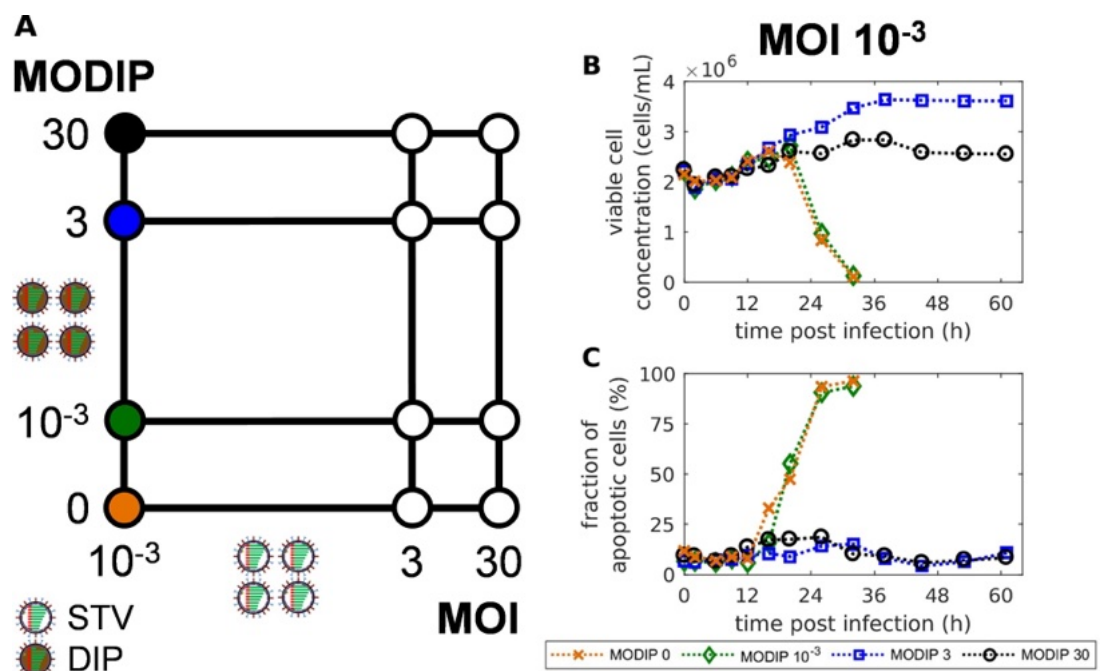 A
MODIP
30
3
10⁻³
0
10⁻³ 3 30
MOI
STV
DIP
MOI 10⁻³
B
× 10⁶
viable cell
concentration (cells/mL)
4
3
2
1
0
0 12 24 36 48 60
time post infection (h)
C
fraction of
apoptotic cells (%)
100
75
50
25
0
0 12 24 36 48 60
time post infection (h)
MODIP 0 MODIP 10⁻³ MODIP 3 MODIP 30